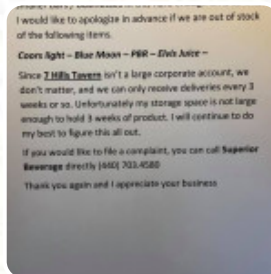 I would like to apologize in advance if we are out of stock
of the following items.
Coors light – Blue Moon – PBR – Elvis Juice –
Since 7 Hills Tavern isn't a large corporate account, we
don't matter, and we can only receive deliveries every 3
weeks or so. Unfortunately my storage space is not large
enough to hold 3 weeks of product. I will continue to do
my best to figure this all out.
If you would like to file a complaint, you can call Superior
Beverage directly (440) 703.4580
Thank you again and I appreciate your business